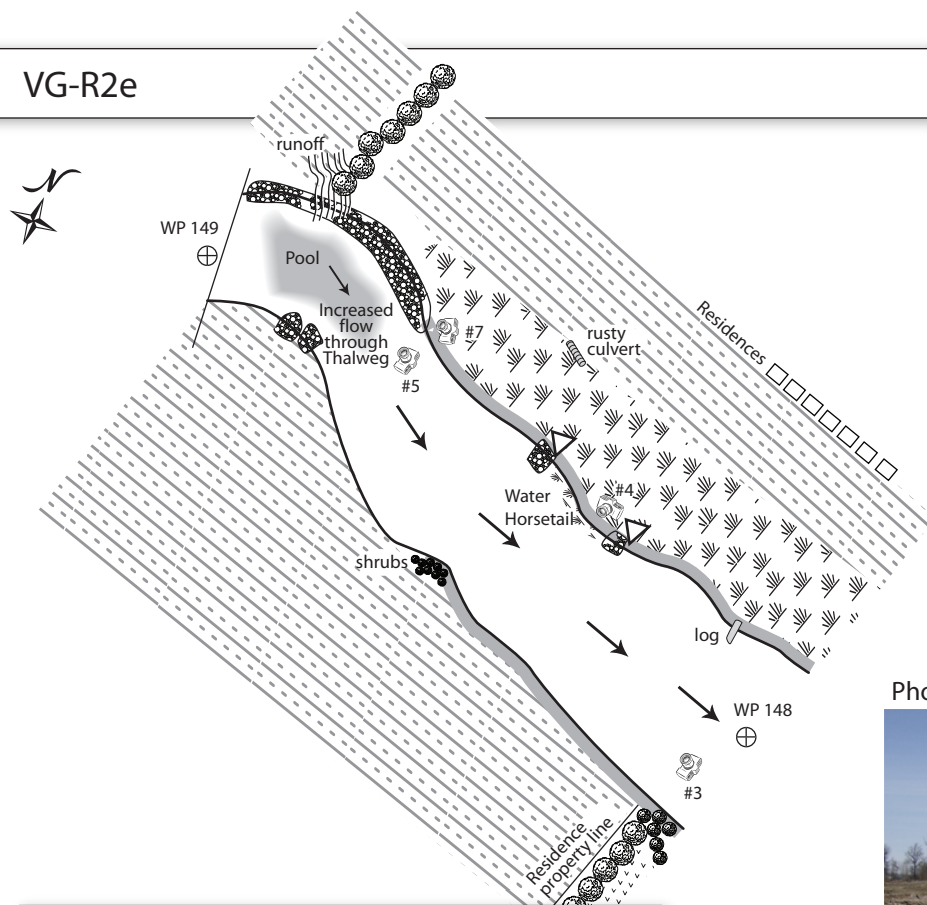 VG-R2e
runoff
N
WP 149
Pool
Increased
flow
through
Thalweg
#7
#5
rusty
culvert
Residences
Water
Horsetail
#4
shrubs
log
WP 148
#3
Residence
property line
Pho